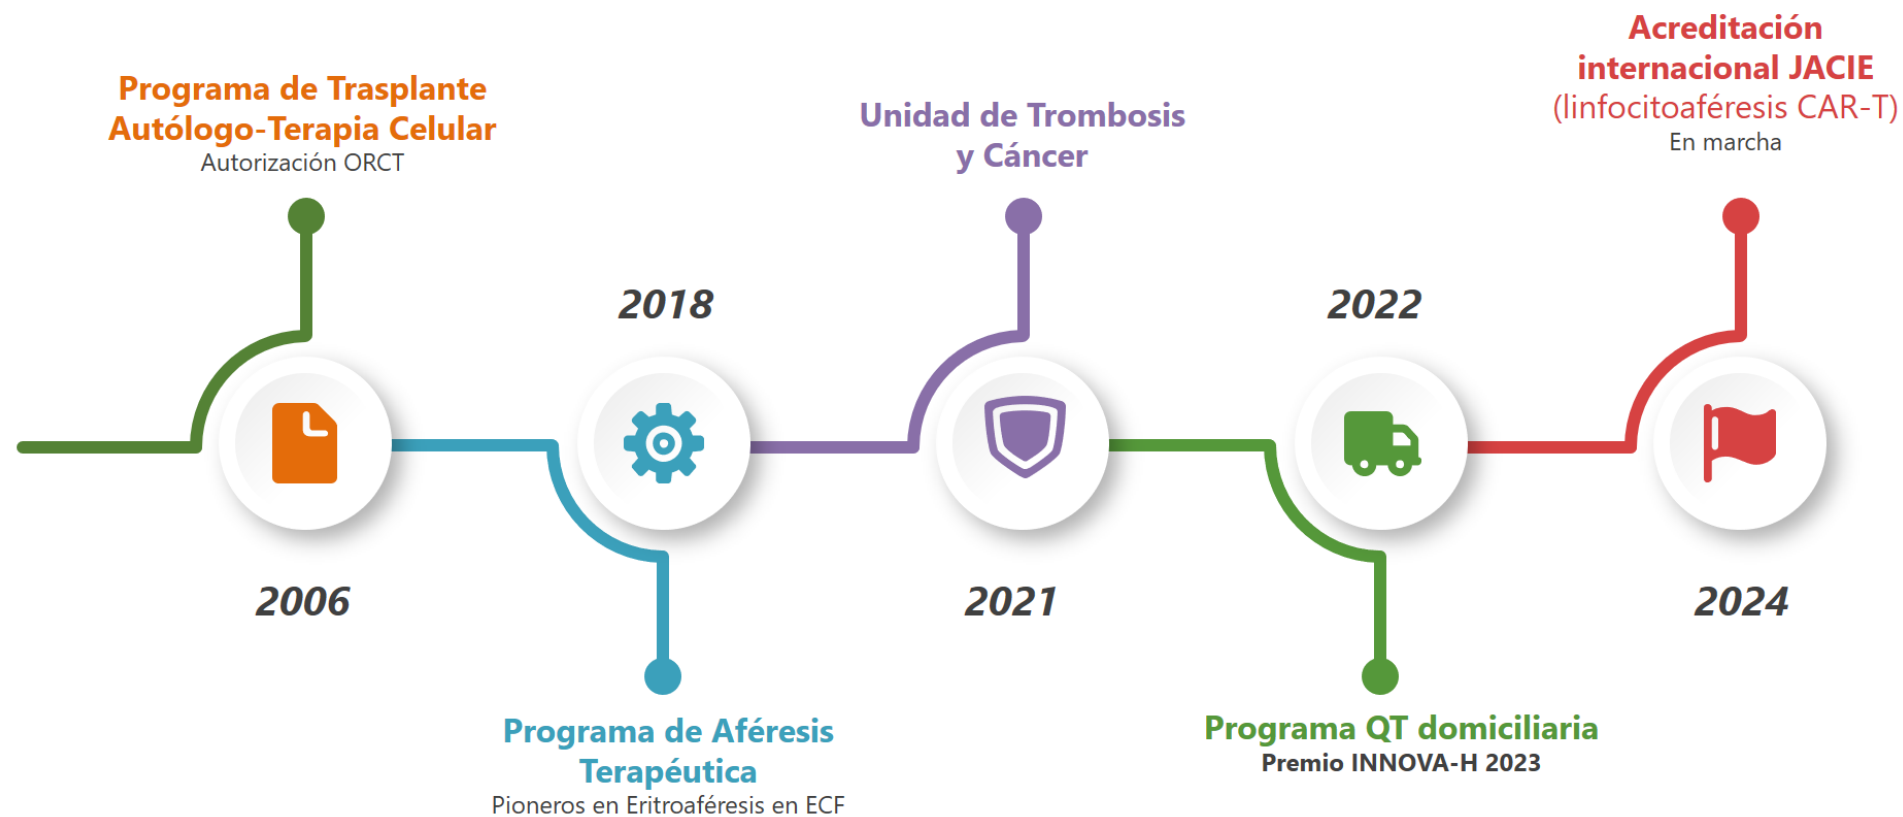 Programa de Trasplante
Autólogo-Terapia Celular
Autorización ORCT
2006
2018
Programa de Aféresis
Terapéutica
Pioneros en Eritroaféresis en ECF
Unidad de Trombosis
y Cáncer
2021
2022
Programa QT domiciliaria
Premio INNOVA-H 2023
Acreditación
internacional JACIE
(linfocitoaféresis CAR-T)
En marcha
2024